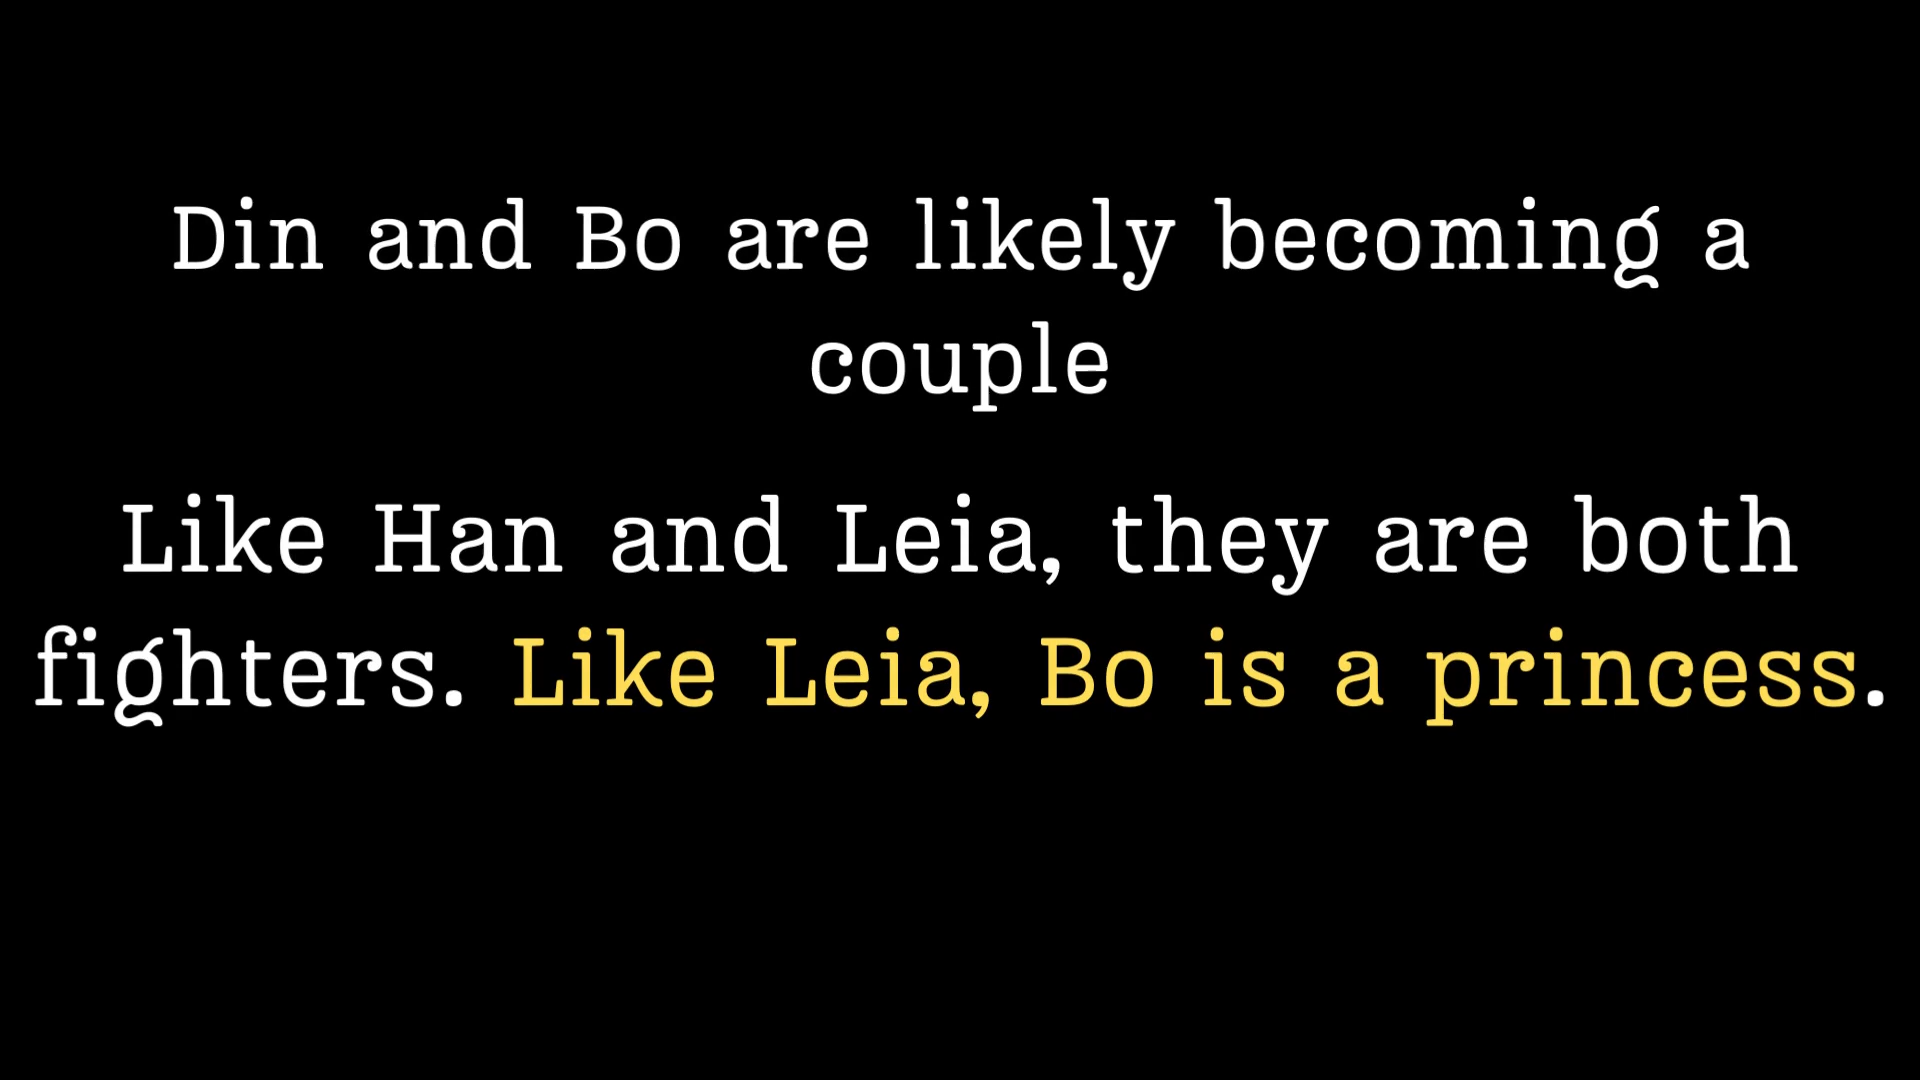 Din and Bo are likely becoming a
couple
Like Han and Leia, they are both
fighters. Like Leia, Bo is a princess.